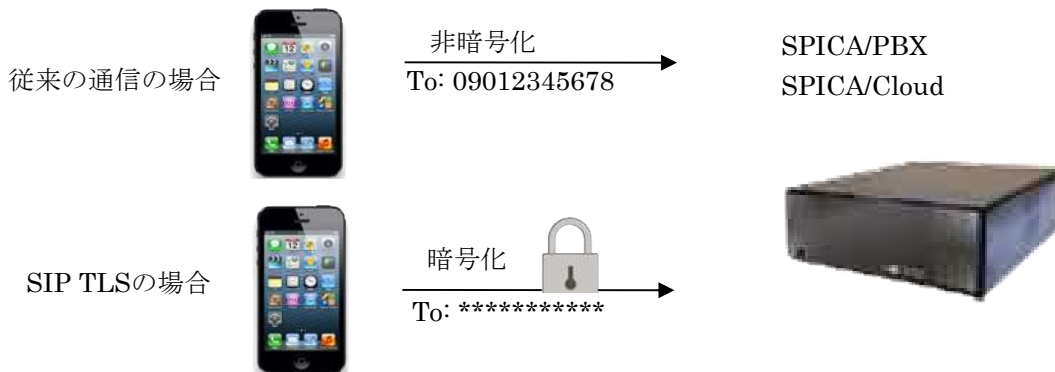 従来の通信の場合
非暗号化
To: 09012345678
SPICA/PBX
SPICA/Cloud
SIP TLSの場合
暗号化
To: ***********